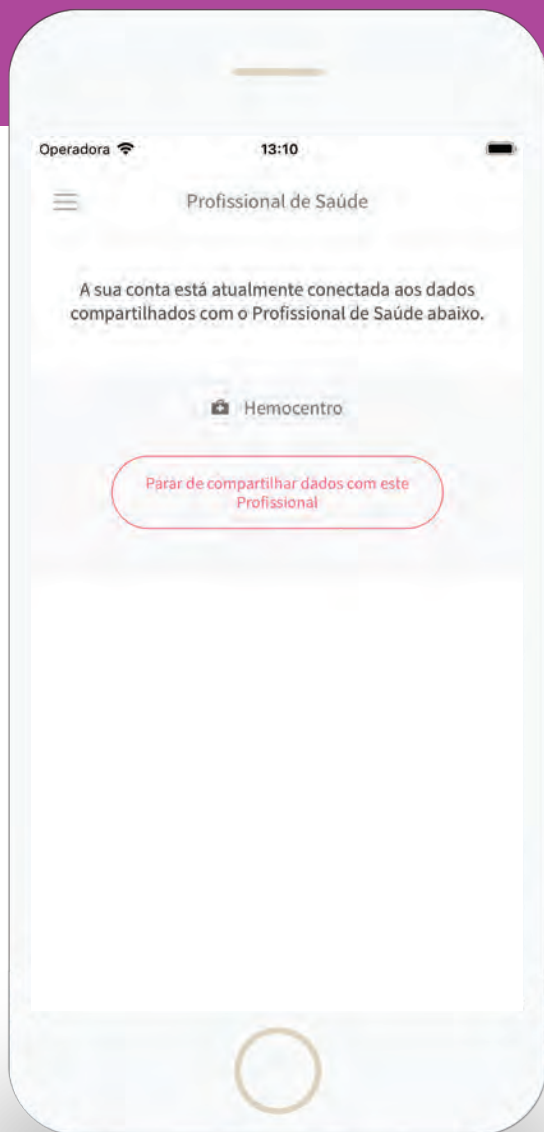 Operadora 13:10
Profissional de Saúde
A sua conta está atualmente conectada aos dados
compartilhados com o Profissional de Saúde abaixo.
Hemocentro
Parar de compartilhar dados com este
Profissional